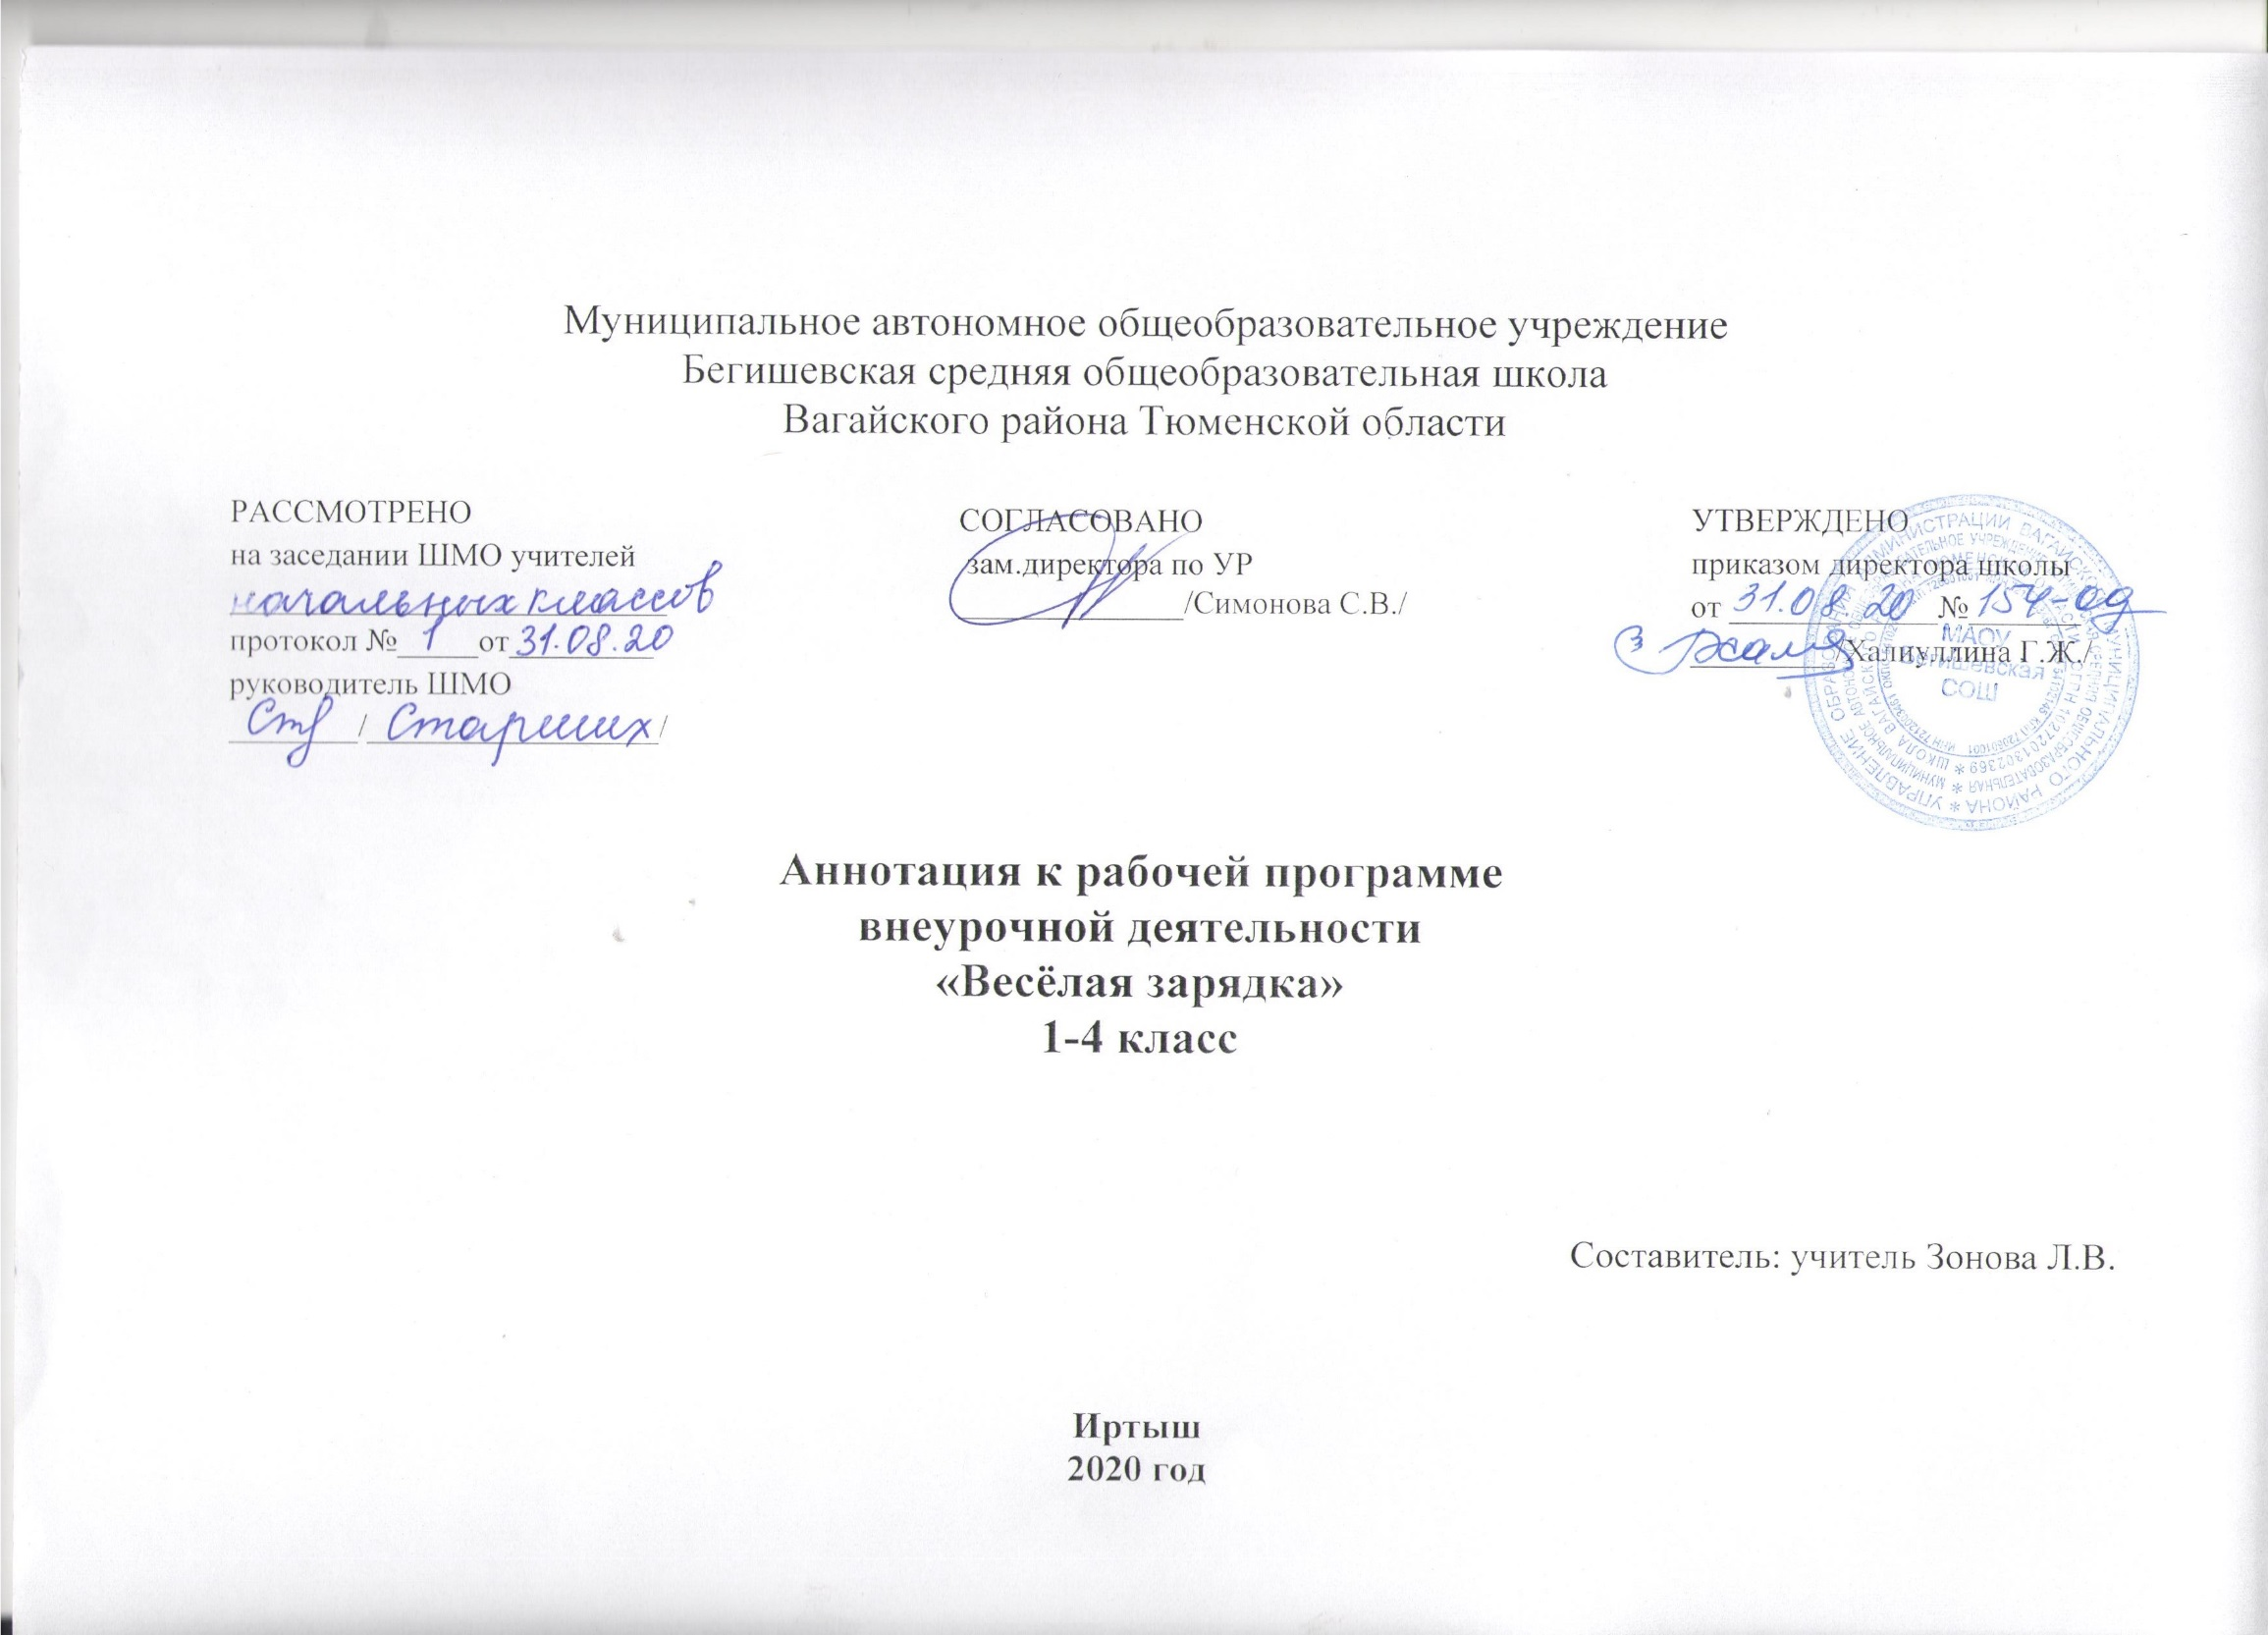 Муниципальное автономное общеобразовательное учреждение
Бегишевская средняя общеобразовательная школа
Вагайского района Тюменской области
РАССМОТРЕНО
на заседании ШМО учителей
начальных классов
протокол № 1 от 31.08.20
руководитель ШМО
/ Старших /
СОГЛАСОВАНО
зам.директора по УР
/Симонова С.В./
УТВЕРЖДЕНО
приказом директора школы
от 31.08.20 № 154-од
/Халиуллина Г.Ж./
МАОУ
Бегишевская
СОШ
Аннотация к рабочей программе
внеурочной деятельности
«Весёлая зарядка»
1-4 класс
Составитель: учитель Зонова Л.В.
Иртыш
2020 год